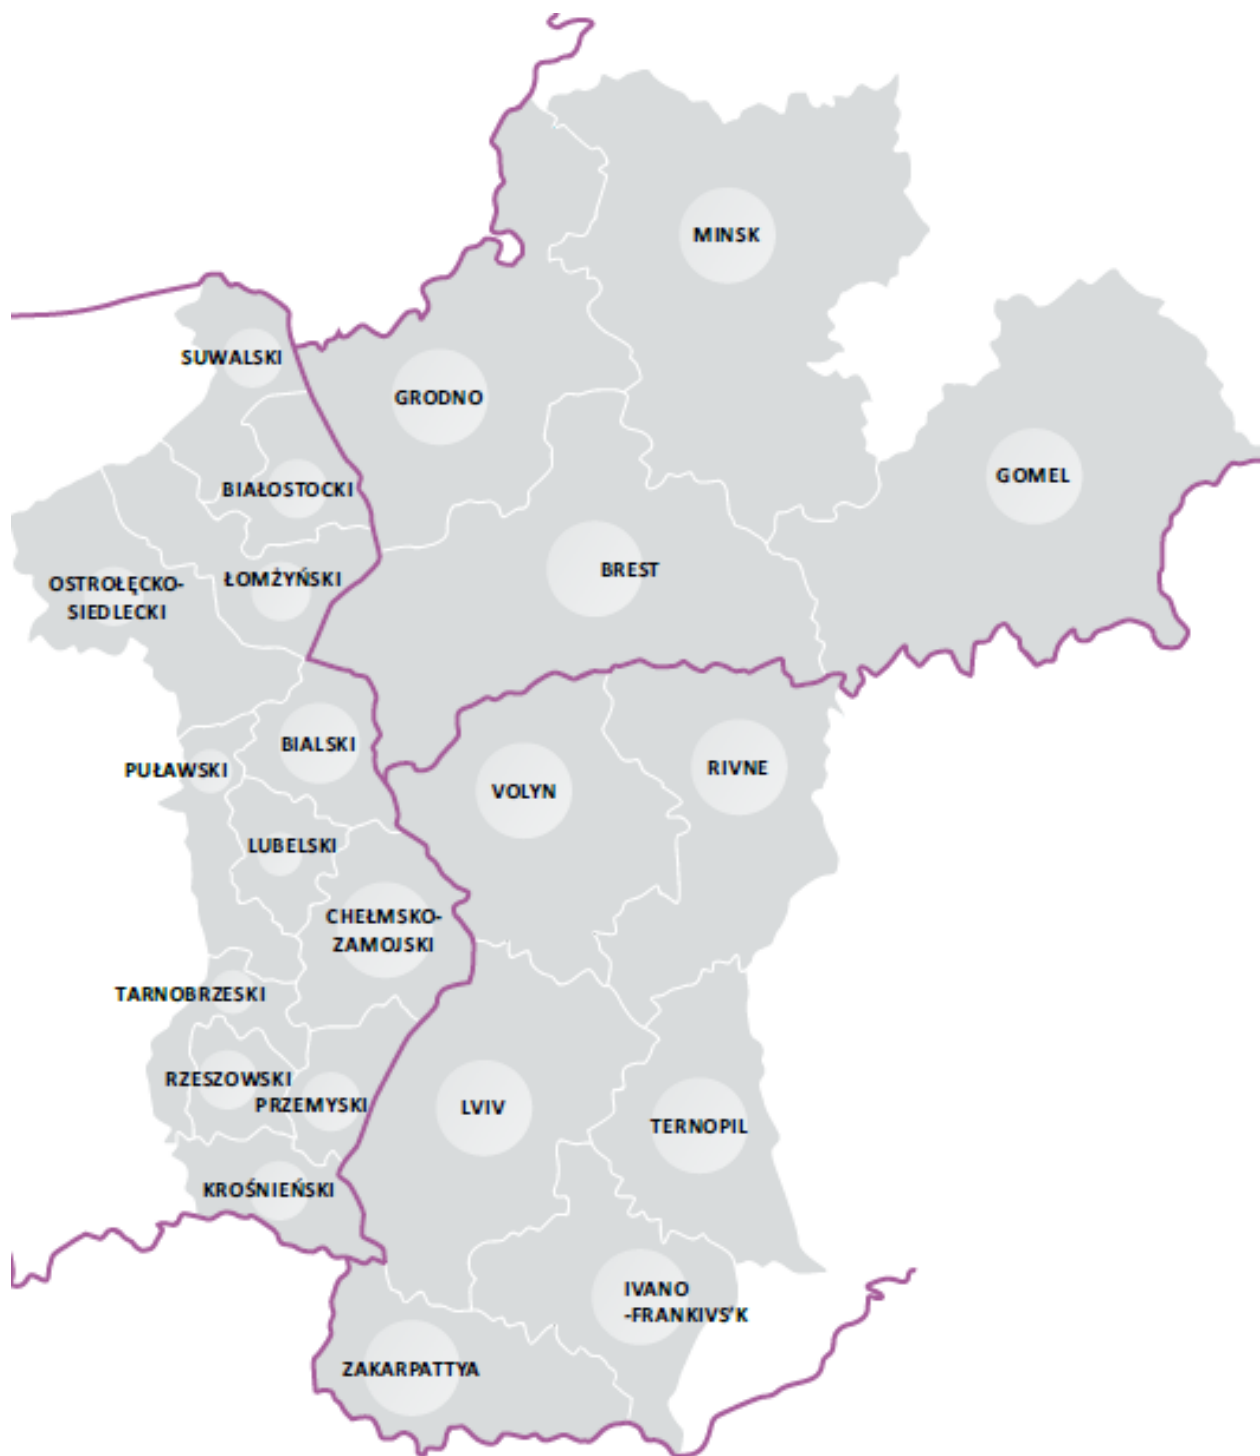 MINSK
SUWALSKI
GRODNO
GOMEL
BIAŁOSTOCKI
BREST
ŁOMŻYŃSKI
OSTROŁĘCKO-
SIEDLECKI
BIALSKI
PUŁAWSKI
RIVNE
VOLYN
LUBELSKI
CHEŁMSKO-
ZAMOJSKI
TARNOBRZESKI
RZESZOWSKI
PRZEMYSKI
LVIV
TERNOPIL
KROŚNIEŃSKI
IVANO
-FRANKIVS’K
ZAKARPATTYA